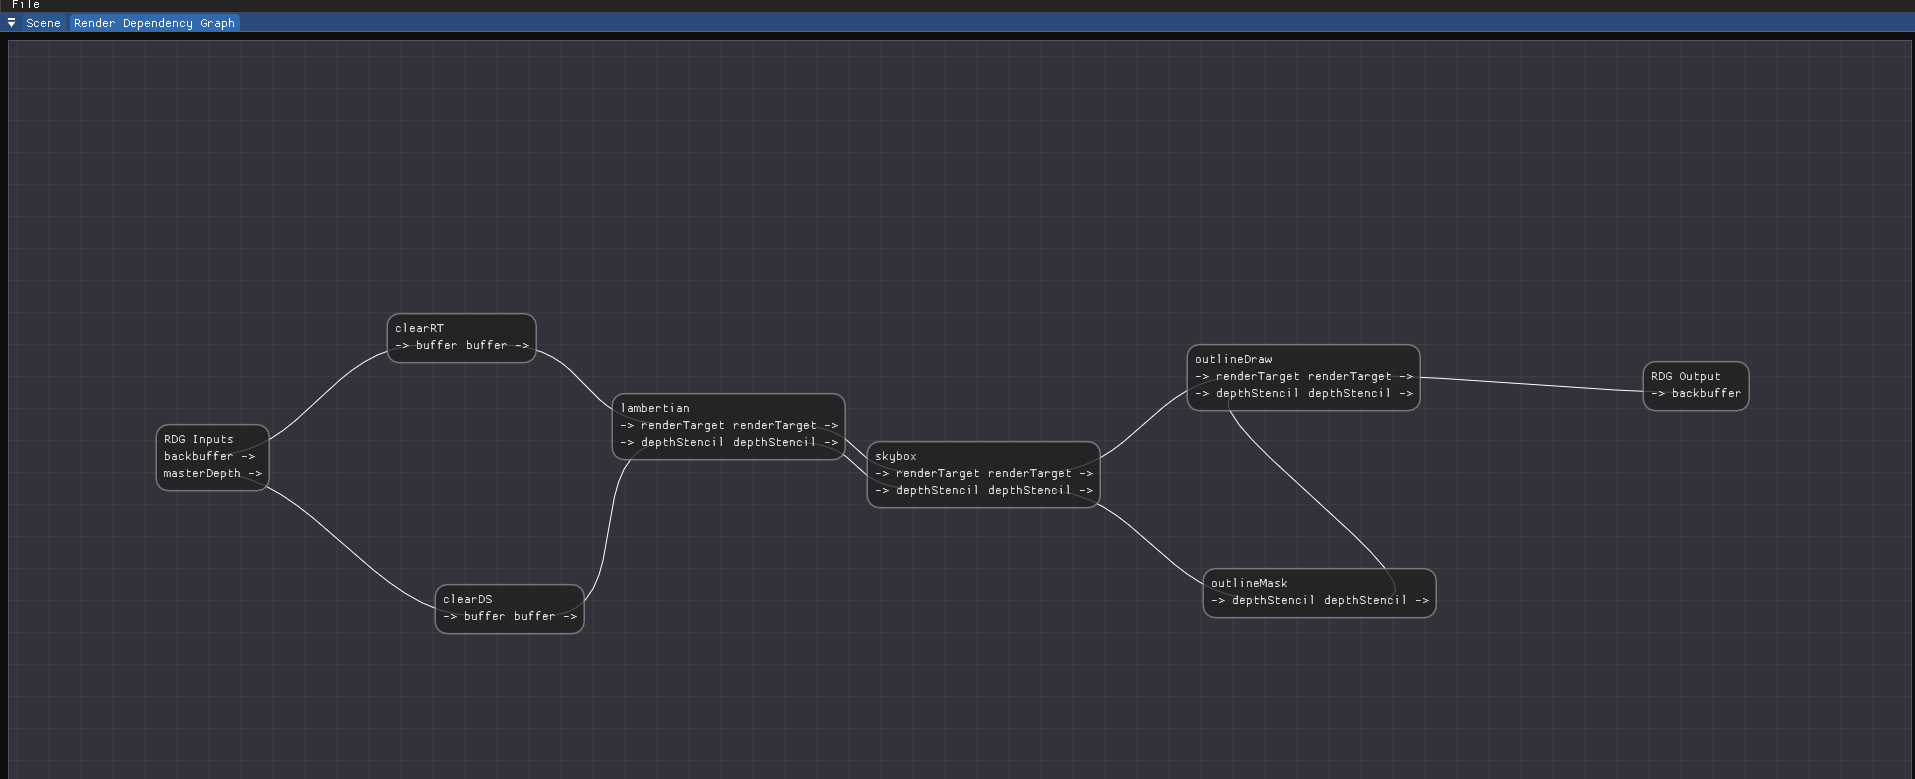 File
Scene Render Dependency Graph
RDG Inputs
backbuffer ->
masterDepth ->
clearRT
-> buffer buffer ->
clearDS
-> buffer buffer ->
lambertian
-> renderTarget renderTarget ->
-> depthStencil depthStencil ->
skybox
-> renderTarget renderTarget ->
-> depthStencil depthStencil ->
outlineDraw
-> renderTarget renderTarget ->
-> depthStencil depthStencil ->
outlineMask
-> depthStencil depthStencil ->
RDG Output
-> backbuffer